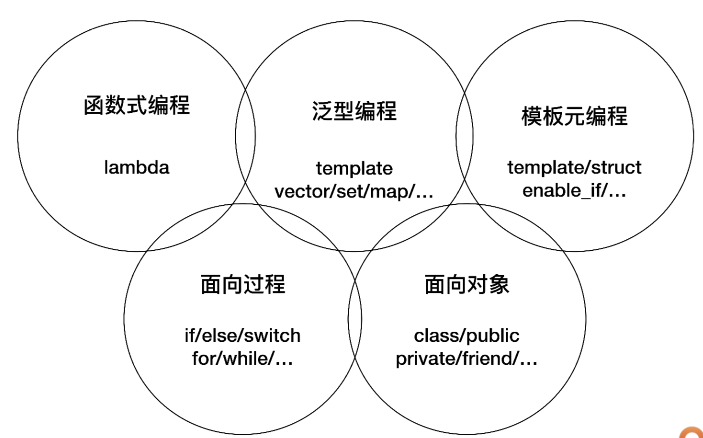 函数式编程
lambda
泛型编程
template
vector/set/map/…
模板元编程
template/struct
enable_if/…
面向过程
if/else/switch
for/while/…
面向对象
class/public
private/friend/…